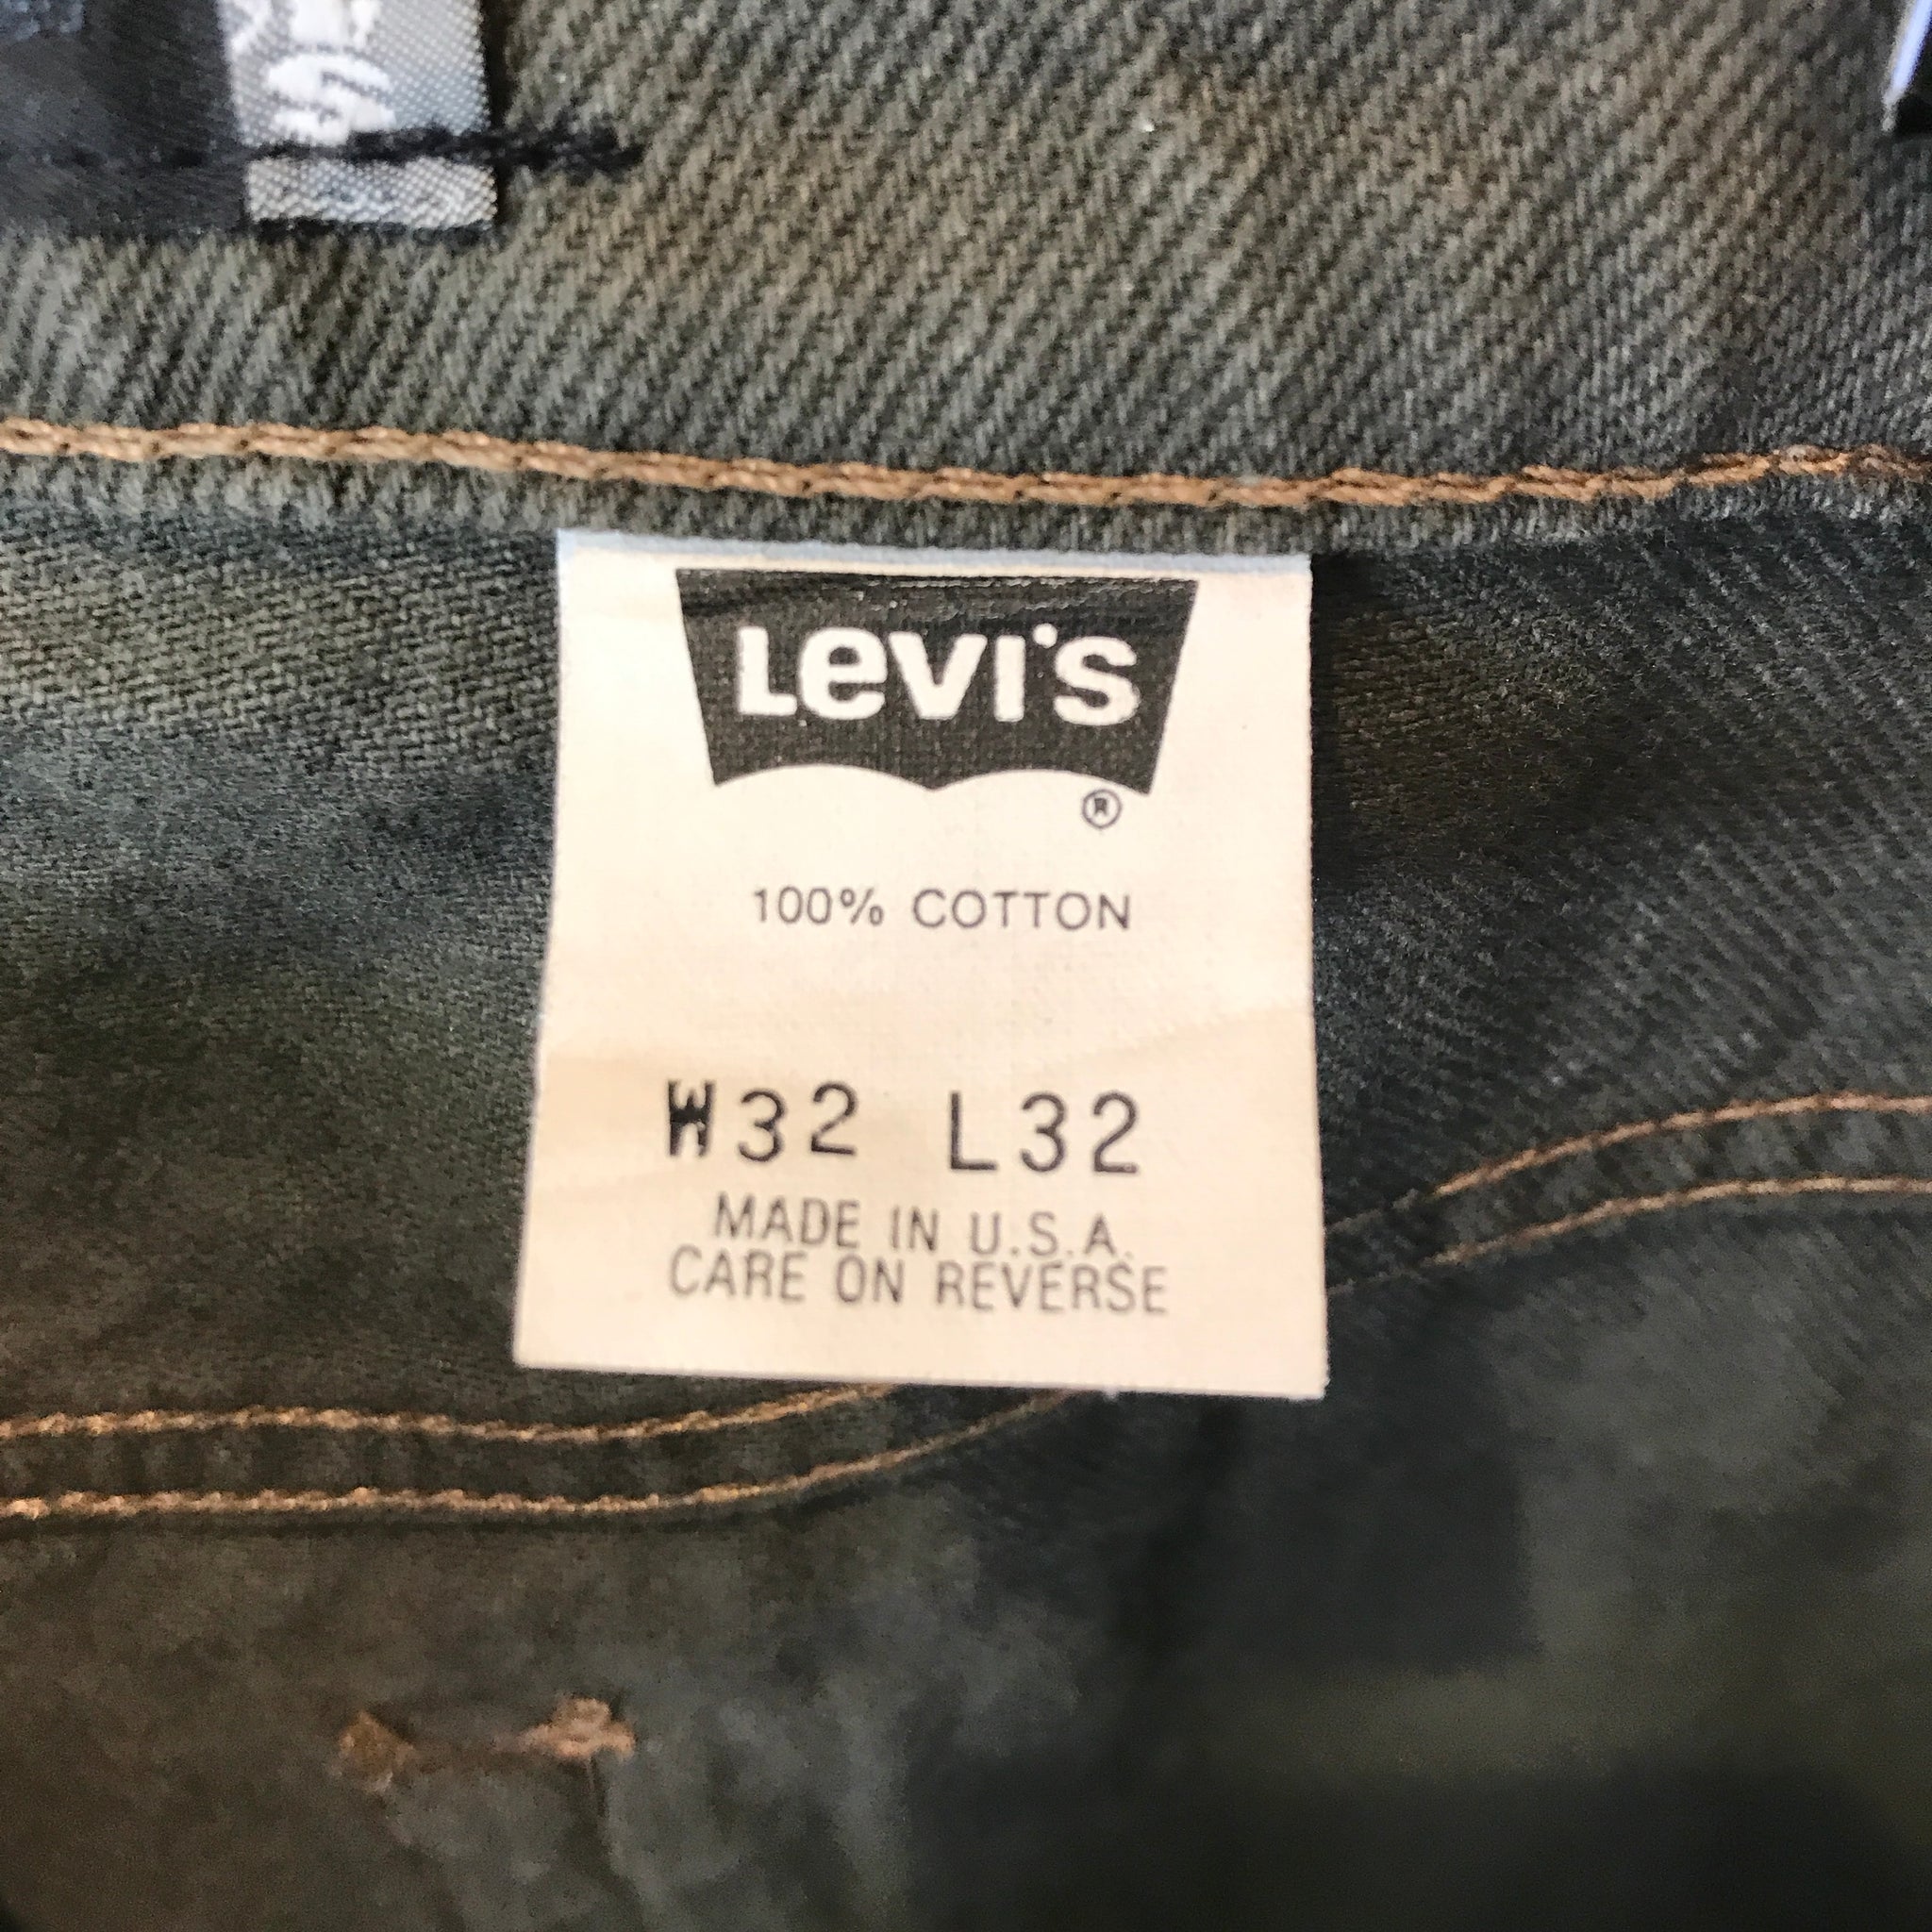 Levi's
®
100% COTTON
W32 L32
MADE IN U.S.A.
CARE ON REVERSE